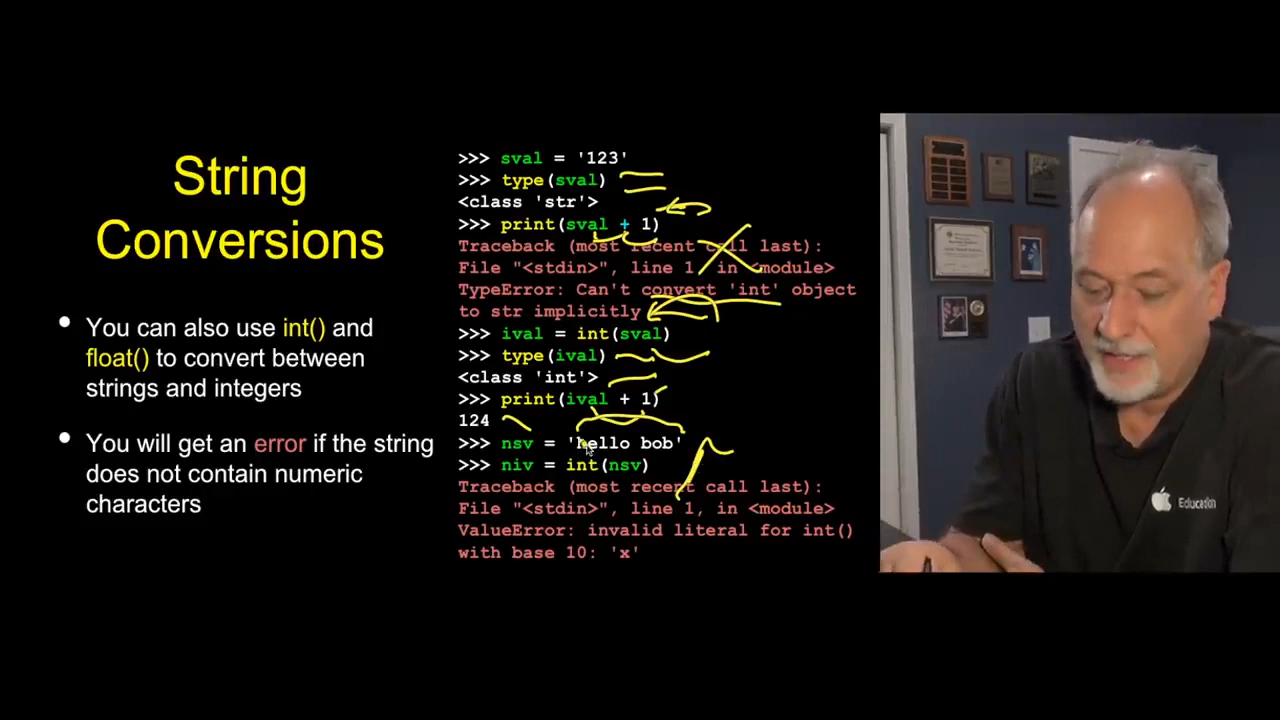 String
Conversions
• You can also use int() and
float() to convert between
strings and integers
• You will get an error if the string
does not contain numeric
characters
>>> sval = '123'
>>> type(sval)
<class 'str'>
>>> print(sval + 1)
Traceback (most recent call last):
File "<stdin>", line 1, in <module>
TypeError: Can't convert 'int' object
to str implicitly
>>> ival = int(sval)
>>> type(ival)
<class 'int'>
>>> print(ival + 1)
124
>>> nsv = 'hello bob'
>>> niv = int(nsv)
Traceback (most recent call last):
File "<stdin>", line 1, in <module>
ValueError: invalid literal for int()
with base 10: 'x'
Education